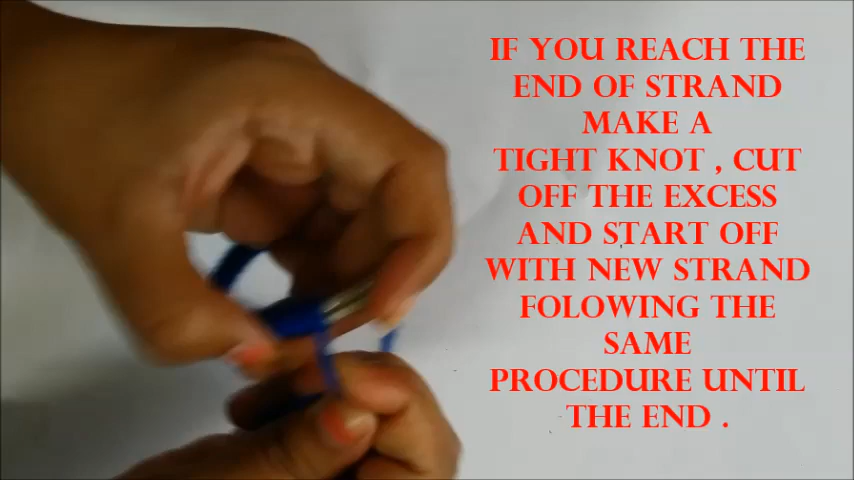 IF YOU REACH THE
END OF STRAND
MAKE A
TIGHT KNOT , CUT
OFF THE EXCESS
AND START OFF
WITH NEW STRAND
FOLOWING THE
SAME
PROCEDURE UNTIL
THE END .